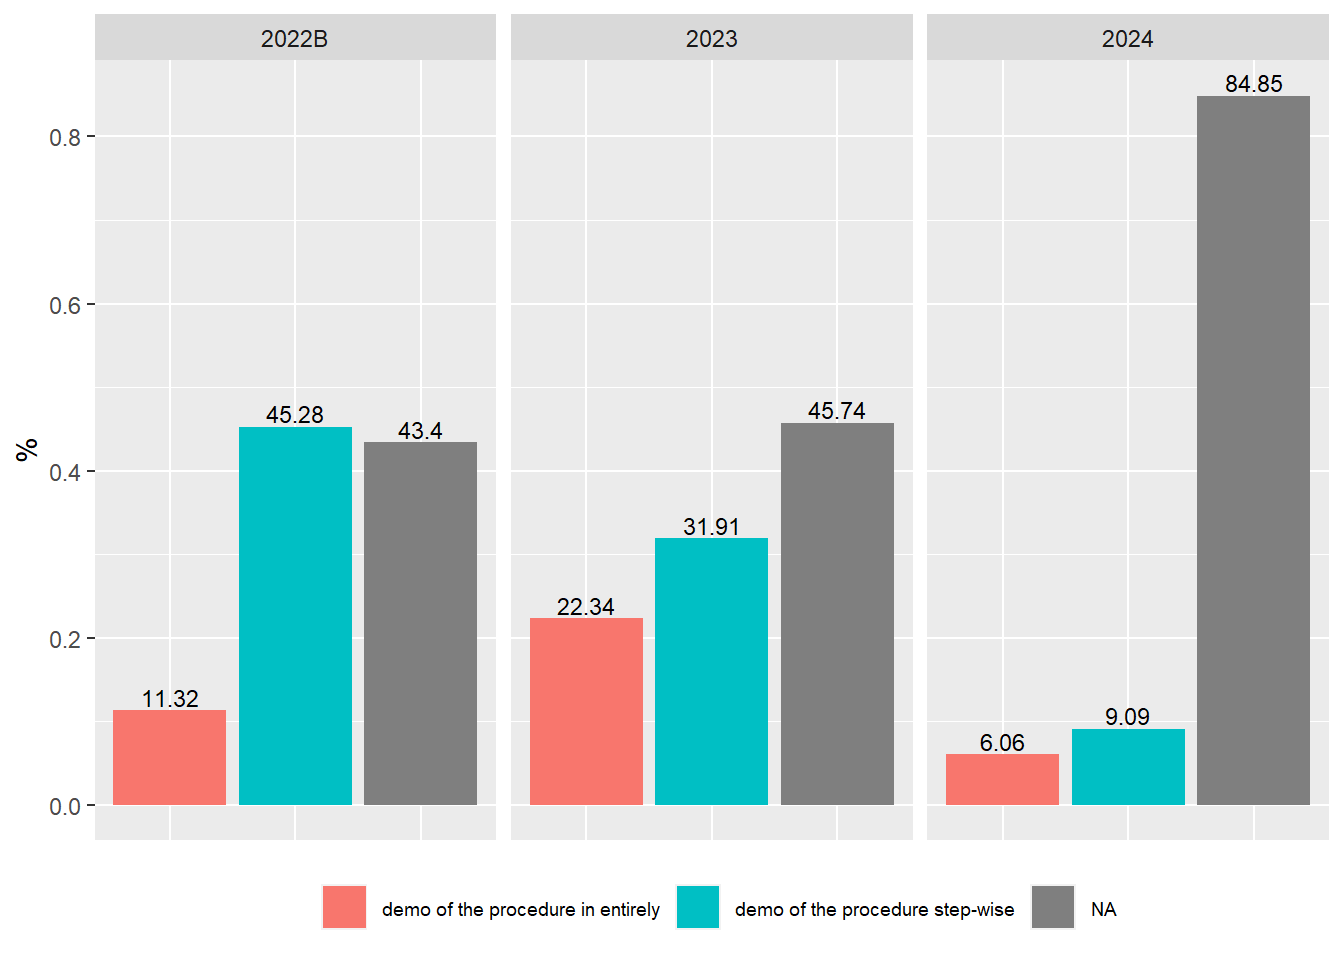 2022B 2023 2024
84.85
0.8
0.6
45.28 43.4 45.74
%
0.4
31.91
22.34
0.2
11.32 6.06 9.09
0.0
demo of the procedure in entirely demo of the procedure step-wise NA